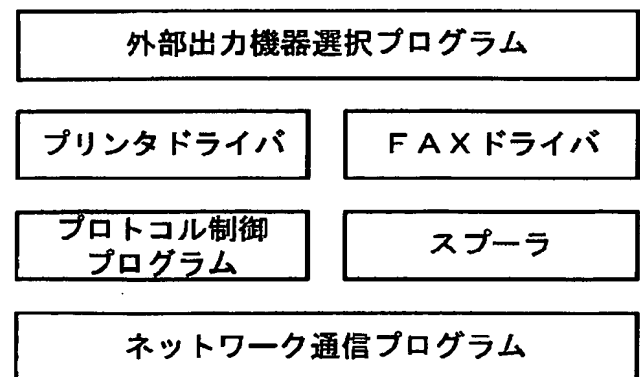 外部出力機器選択プログラム
プリンタドライバ
ＦＡＸドライバ
プロトコル制御
プログラム
スプーラ
ネットワーク通信プログラム